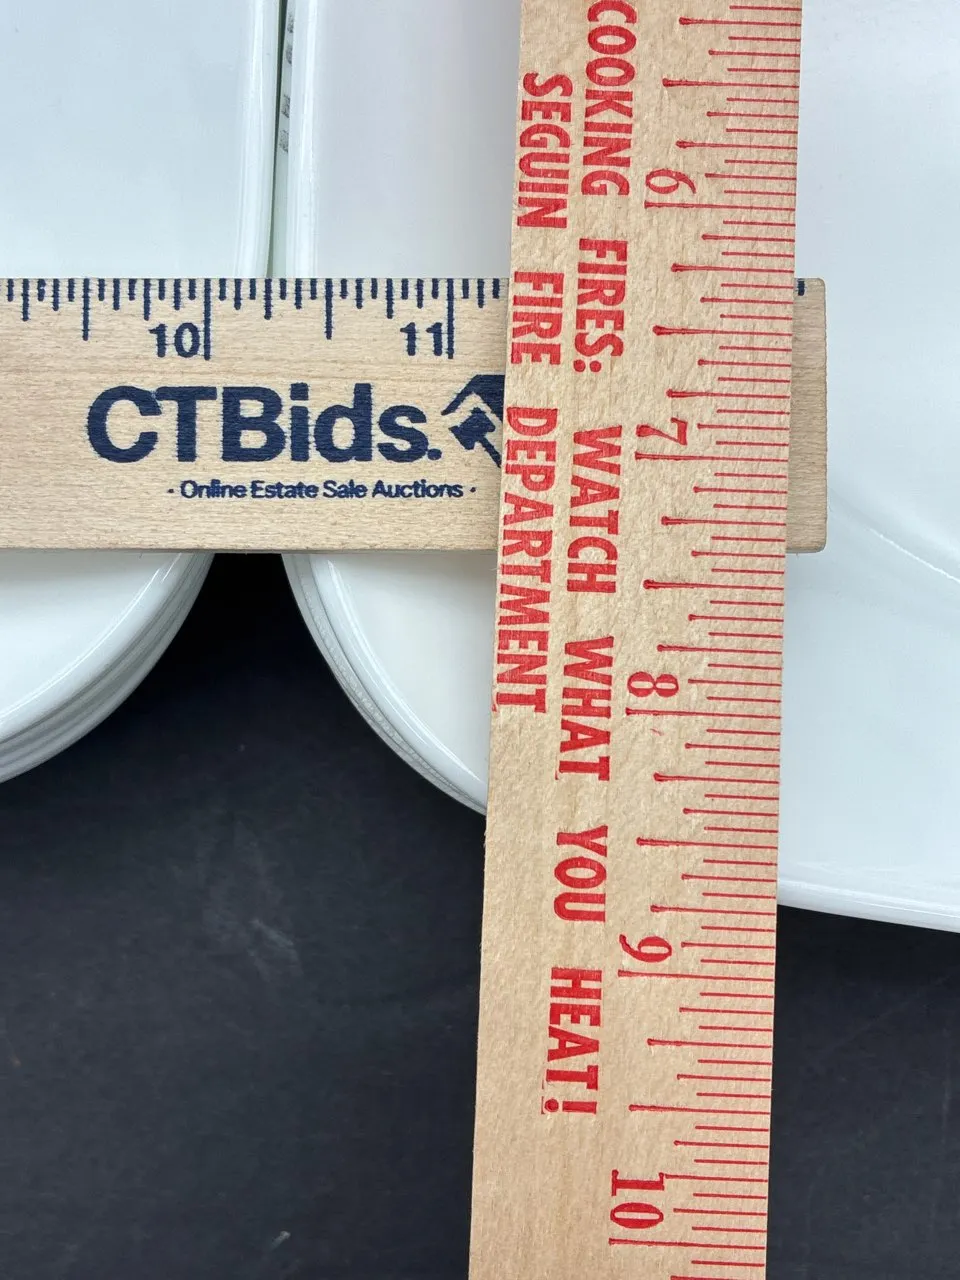 COOKING FIRES: WATCH WHAT YOU HEAT!
SEGUIN FIRE DEPARTMENT
6
7
8
9
10
10
11
CTBids.
· Online Estate Sale Auctions ·